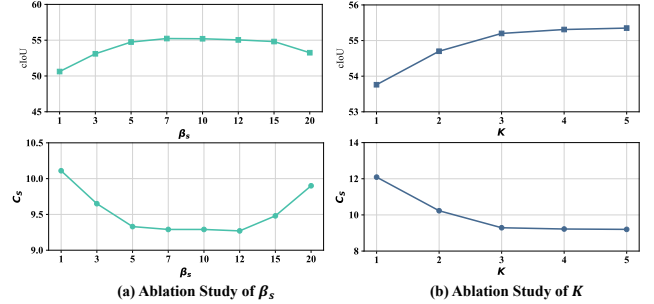 60
55
50
45
cIoU
1 3 5 7 10 12 15 20
βs
56
55
54
53
cIoU
1 2 3 4 5
K
10.5
10.0
9.5
9.0
Cs
1 3 5 7 10 12 15 20
βs
(a) Ablation Study of βs
14
12
10
8
Cs
1 2 3 4 5
K
(b) Ablation Study of K